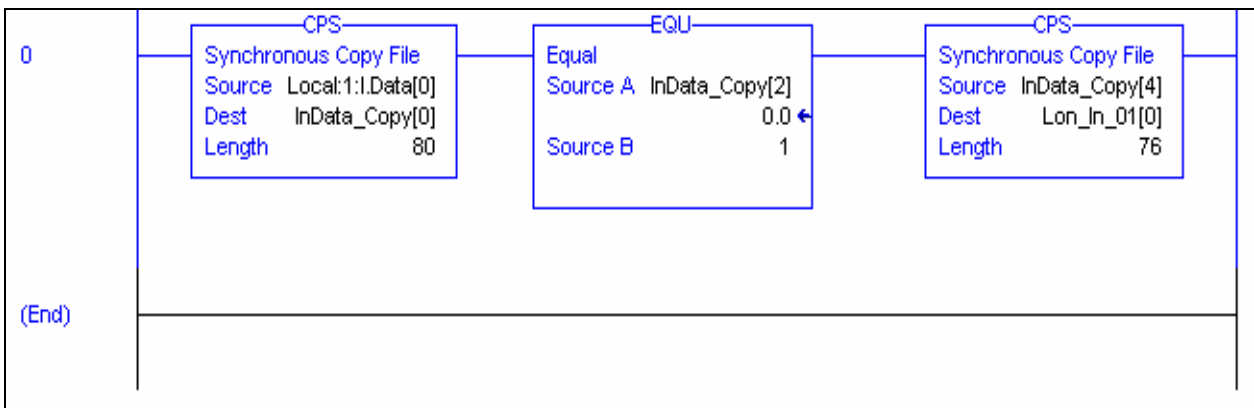 0
CPS
Synchronous Copy File
Source Local:1:I.Data[0]
Dest InData_Copy[0]
Length 80
EQU
Equal
Source A InData_Copy[2]
0.0
Source B 1
CPS
Synchronous Copy File
Source InData_Copy[4]
Dest Lon_In_01[0]
Length 76
(End)